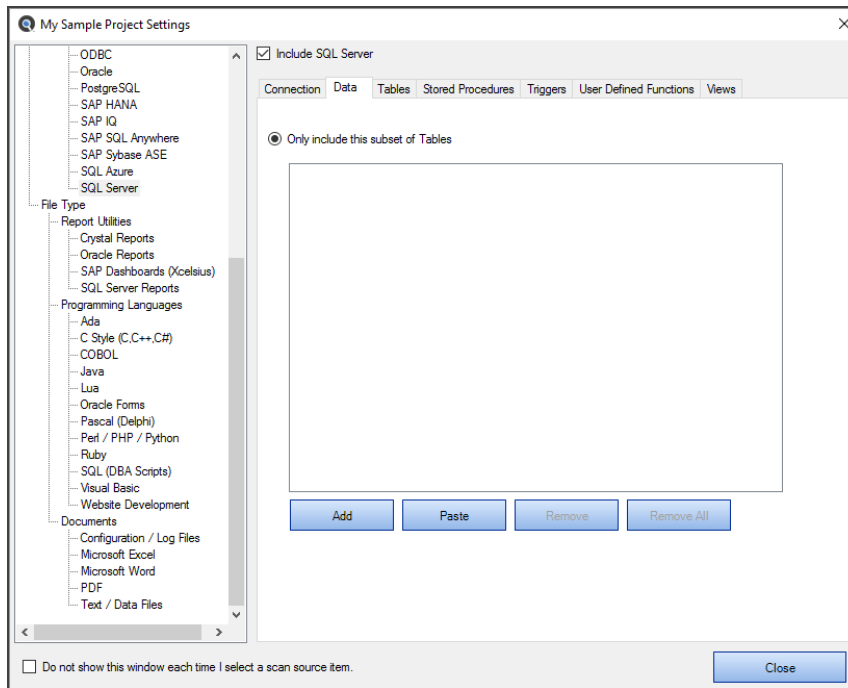 My Sample Project Settings
ODBC
Oracle
PostgreSQL
SAP HANA
SAP IQ
SAP SQL Anywhere
SAP Sybase ASE
SQL Azure
SQL Server
File Type
Report Utilities
Crystal Reports
Oracle Reports
SAP Dashboards (Xcelsius)
SQL Server Reports
Programming Languages
Ada
C Style (C,C++,C#)
COBOL
Java
Lua
Oracle Forms
Pascal (Delphi)
Perl / PHP / Python
Ruby
SQL (DBA Scripts)
Visual Basic
Website Development
Documents
Configuration / Log Files
Microsoft Excel
Microsoft Word
PDF
Text / Data Files
Include SQL Server
Connection Data Tables Stored Procedures Triggers User Defined Functions Views
Only include this subset of Tables
Add Paste Remove Remove All
Do not show this window each time I select a scan source item.
Close